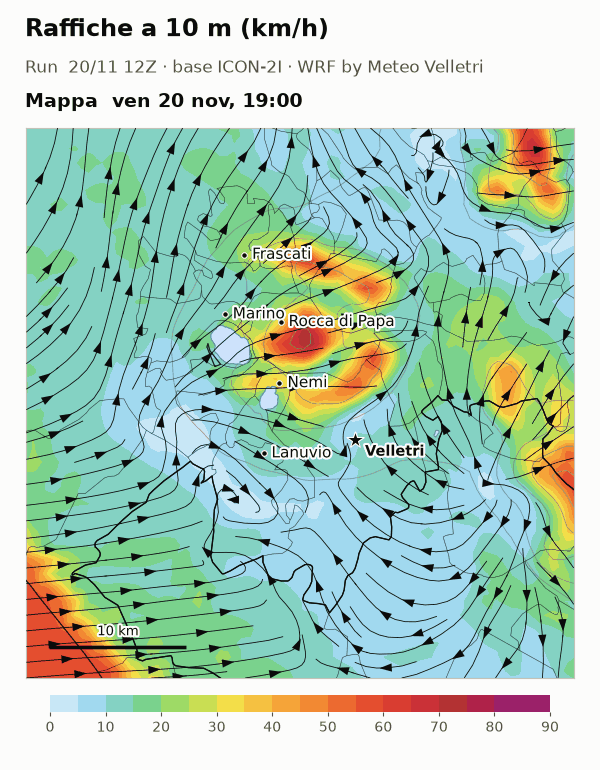 Raffiche a 10 m (km/h)
Run  20/11 12Z · base ICON-2I · WRF by Meteo Velletri
Mappa  ven 20 nov, 19:00
Frascati
Marino
Rocca di Papa
Nemi
Velletri
Lanuvio
10 km
0 10 20 30 40 50 60 70 80 90